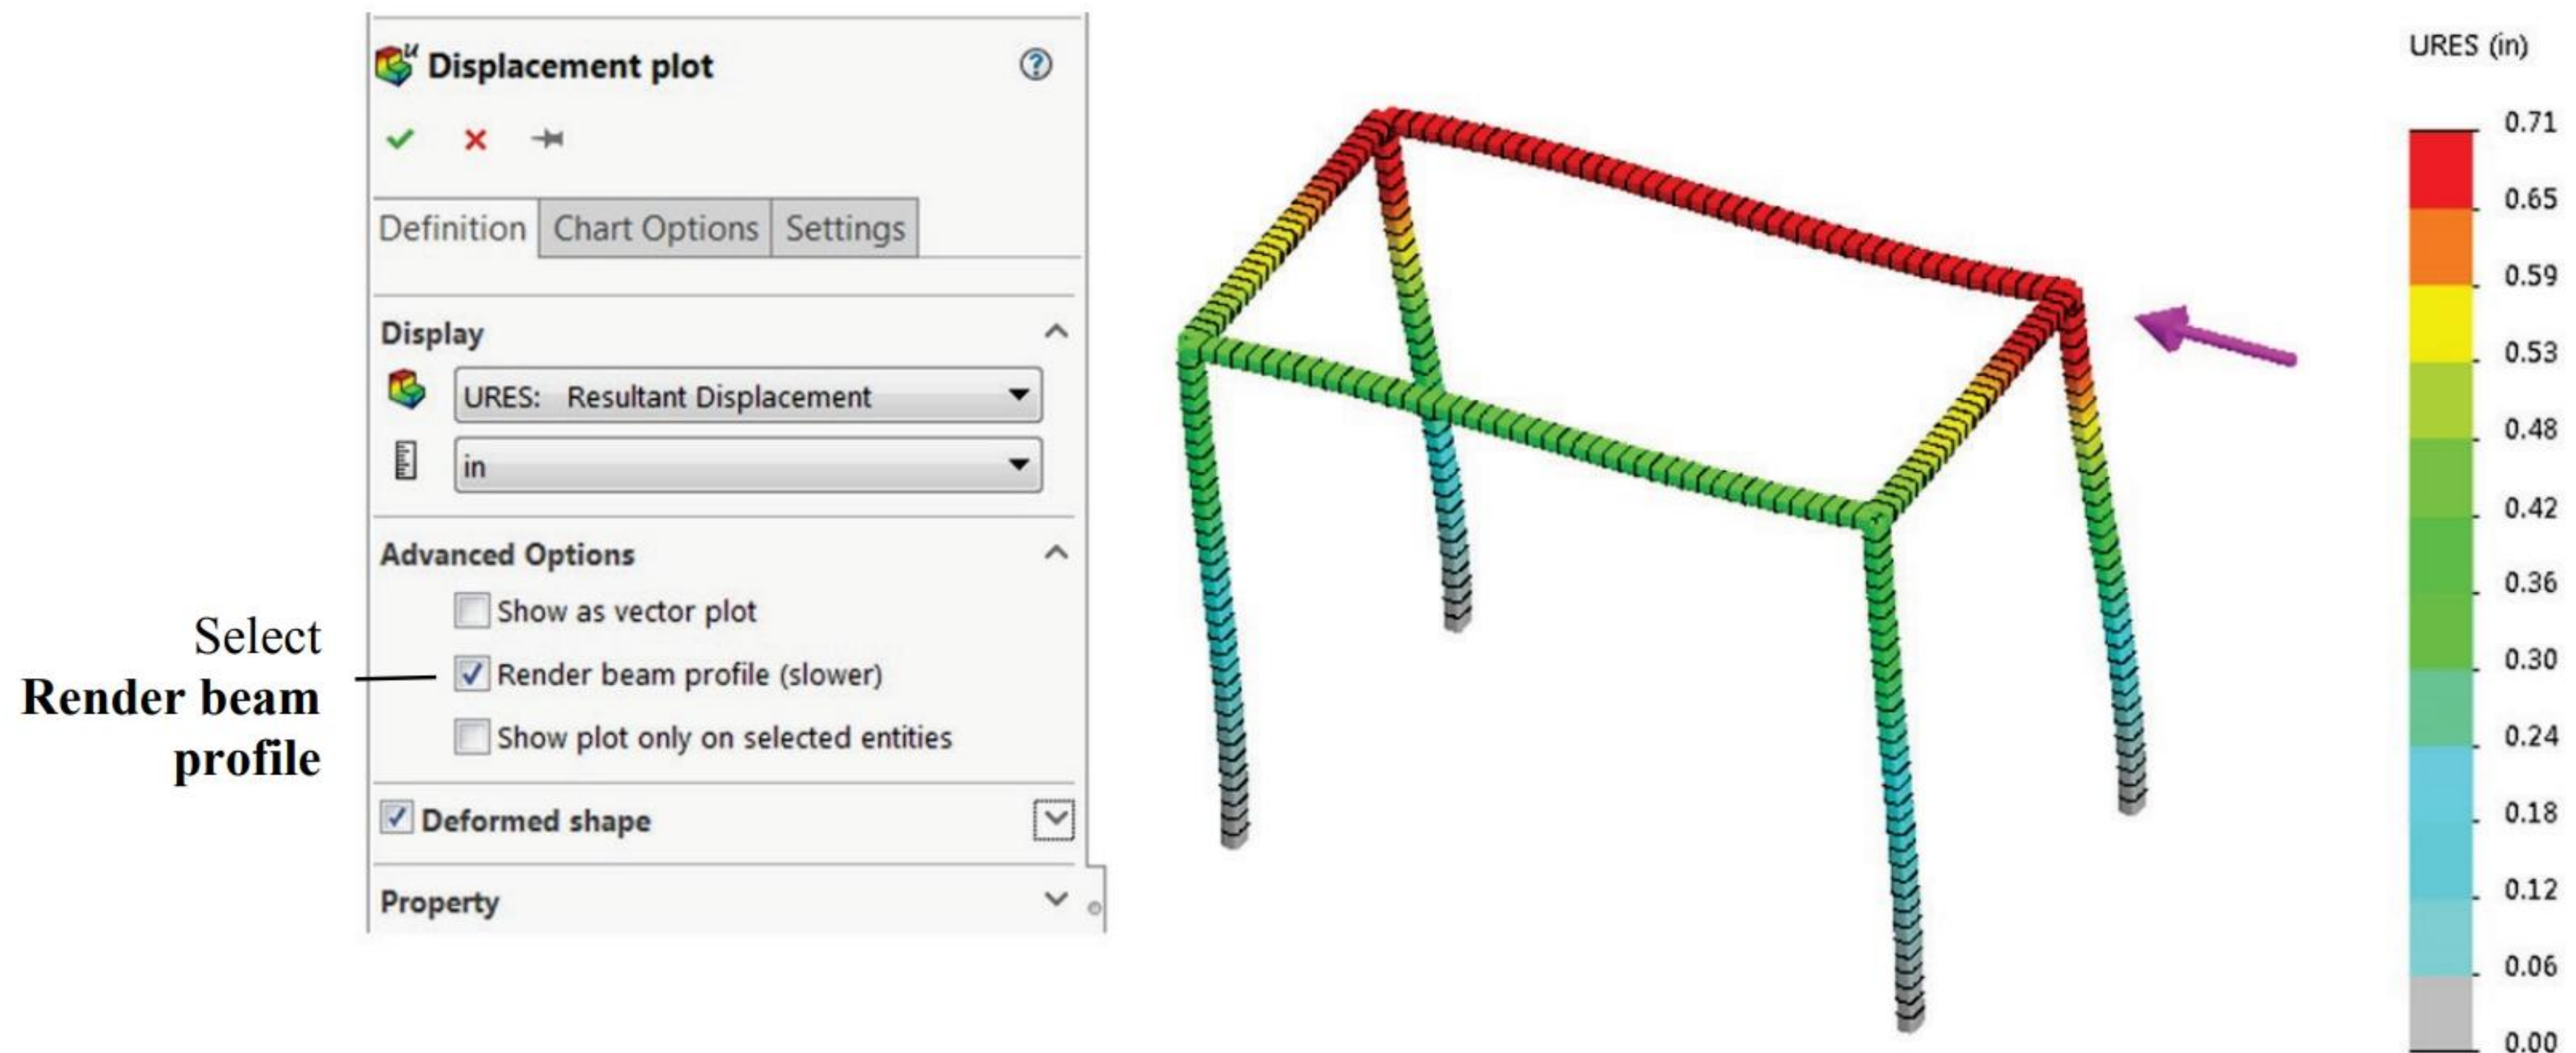 Displacement plot
Definition Chart Options Settings
Display
URES: Resultant Displacement
in
Advanced Options
Show as vector plot
Render beam profile (slower)
Show plot only on selected entities
Deformed shape
Property
Select
Render beam
profile
URES (in)
0.71
0.65
0.59
0.53
0.48
0.42
0.36
0.30
0.24
0.18
0.12
0.06
0.00